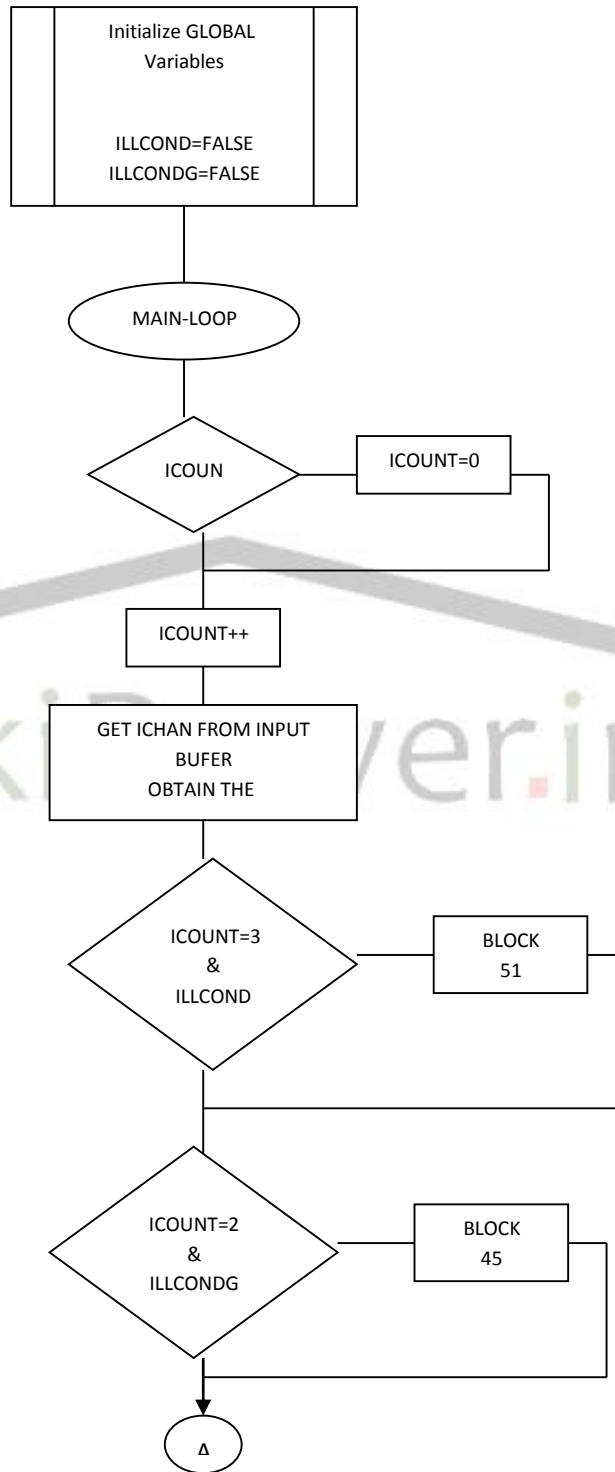 Initialize GLOBAL
Variables
ILLCOND=FALSE
ILLCONDG=FALSE
MAIN-LOOP
ICOUN
ICOUNT=0
ICOUNT++
GET ICHAN FROM INPUT
BUFER
OBTAIN THE
ICOUNT=3
&
ILLCOND
BLOCK
51
ICOUNT=2
&
ILLCONDG
BLOCK
45